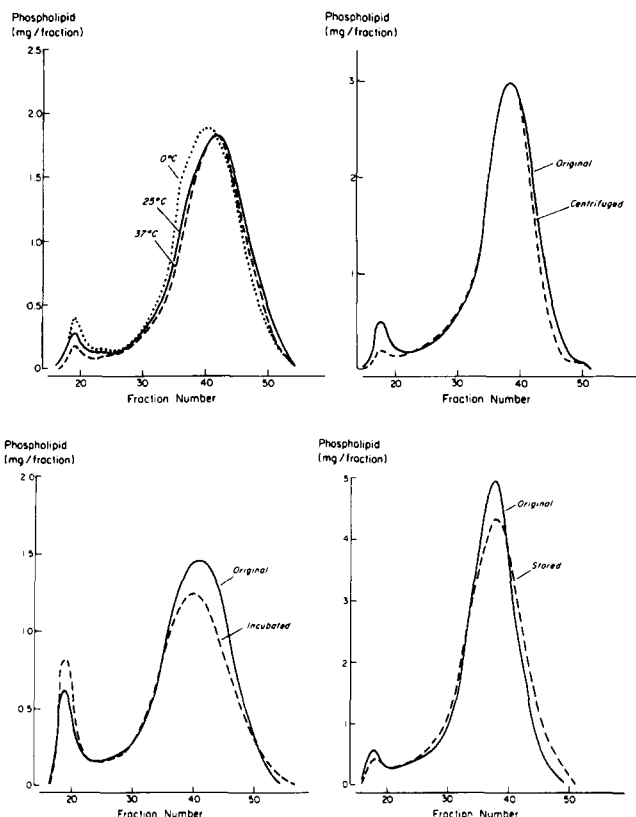 Phospholipid
(mg/fraction)
2.5
2.0
1.5
1.0
0.5
0
0°C
25°C
37°C
20
30
40
50
Fraction Number
Phospholipid
(mg/fraction)
3
2
1
Original
Centrifuged
20
30
40
50
Fraction Number
Phospholipid
(mg/fraction)
2.0
1.5
1.0
0.5
0
Original
Incubated
20
30
40
50
Fraction Number
Phospholipid
(mg/fraction)
5
4
3
2
1
0
Original
Stored
20
30
40
50
Fraction Number